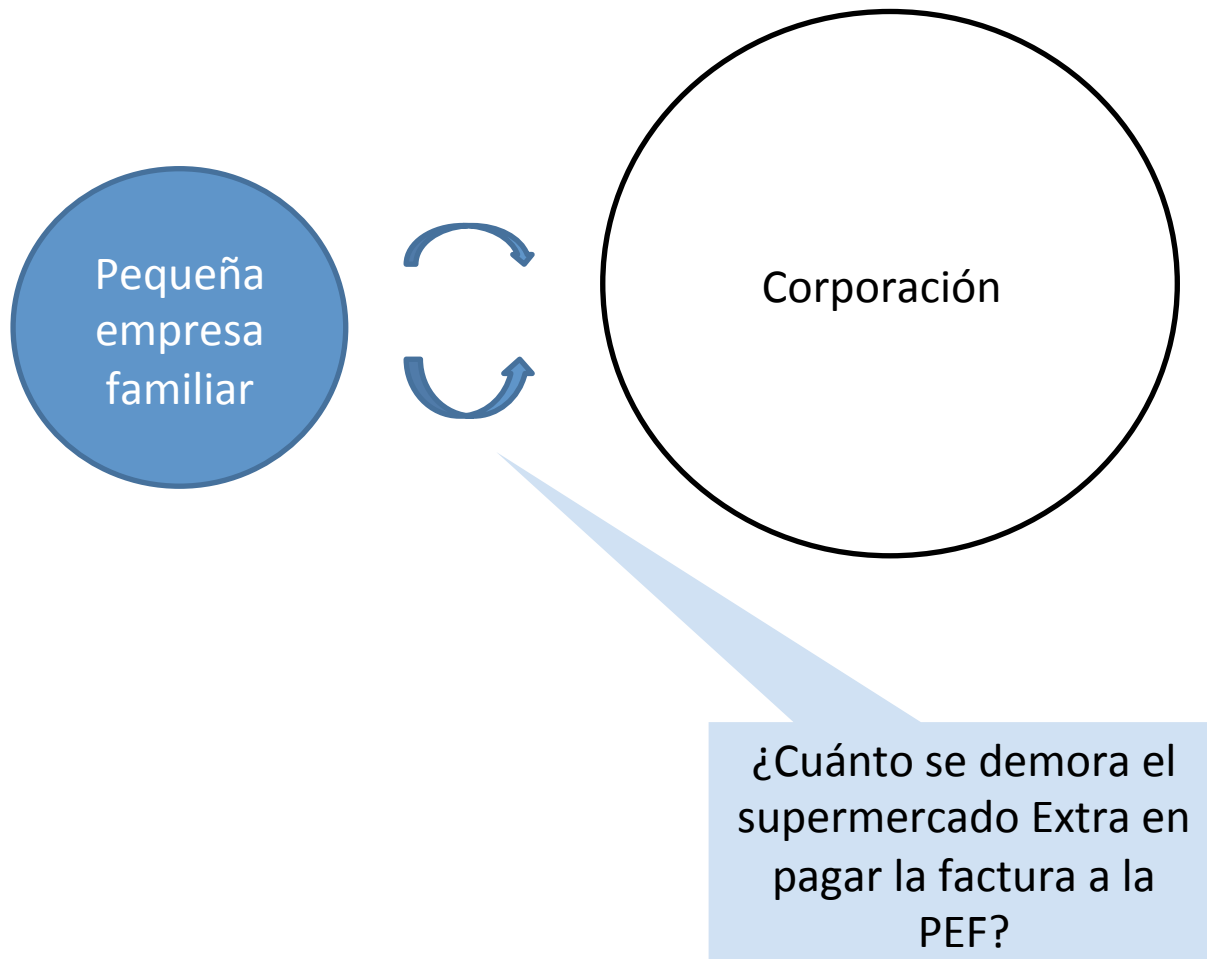 Pequeña
empresa
familiar
Corporación
¿Cuánto se demora el
supermercado Extra en
pagar la factura a la
PEF?